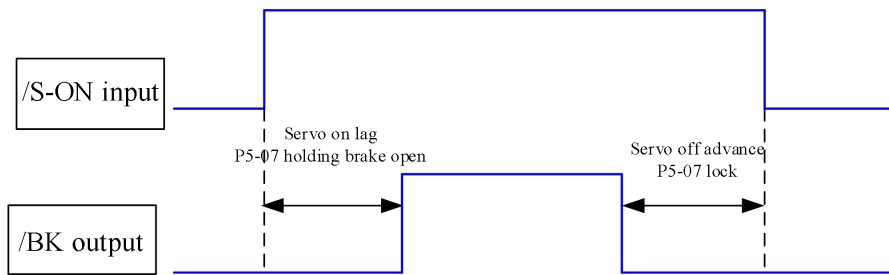 /S-ON input
Servo on lag
P5-07 holding brake open
Servo off advance
P5-07 lock
/BK output